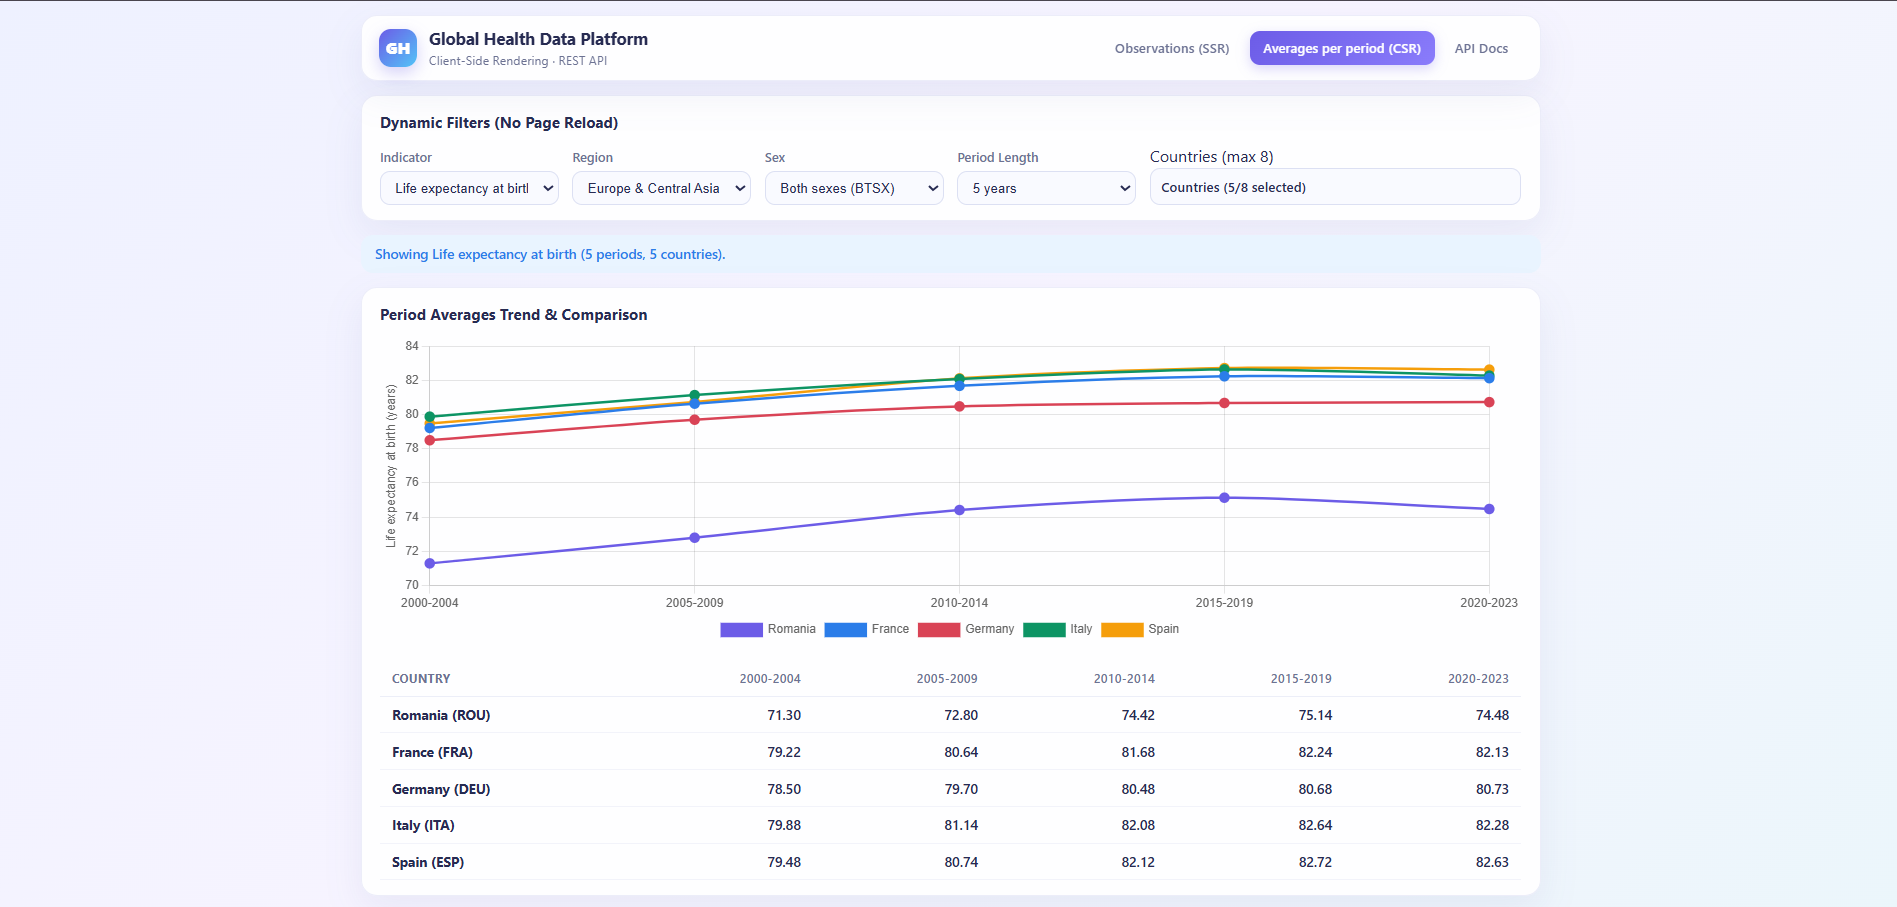 GH
Global Health Data Platform
Client-Side Rendering · REST API
Observations (SSR)
Averages per period (CSR)
API Docs
Dynamic Filters (No Page Reload)
Indicator
Region
Sex
Period Length
Countries (max 8)
Life expectancy at birtl
Europe & Central Asia
Both sexes (BTSX)
5 years
Countries (5/8 selected)
Showing Life expectancy at birth (5 periods, 5 countries).
Period Averages Trend & Comparison
Life expectancy at birth (years)
84
82
80
78
76
74
72
70
2000-2004 2005-2009 2010-2014 2015-2019 2020-2023
Romania France Germany Italy Spain
COUNTRY 2000-2004 2005-2009 2010-2014 2015-2019 2020-2023
Romania (ROU) 71.30 72.80 74.42 75.14 74.48
France (FRA) 79.22 80.64 81.68 82.24 82.13
Germany (DEU) 78.50 79.70 80.48 80.68 80.73
Italy (ITA) 79.88 81.14 82.08 82.64 82.28
Spain (ESP) 79.48 80.74 82.12 82.72 82.63